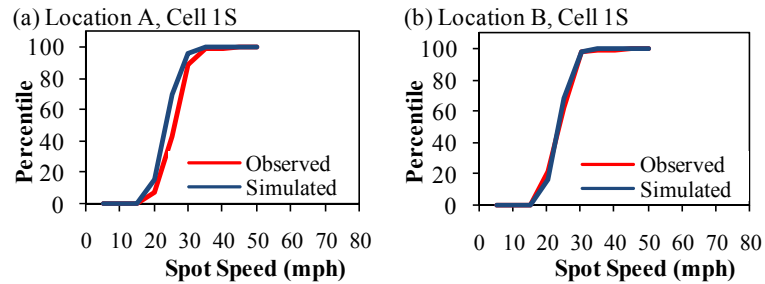 (a) Location A, Cell 1S
100
80
60
40
20
0
Percentile
Observed
Simulated
0 10 20 30 40 50 60 70 80
Spot Speed (mph)
(b) Location B, Cell 1S
100
80
60
40
20
0
Percentile
Observed
Simulated
0 10 20 30 40 50 60 70 80
Spot Speed (mph)